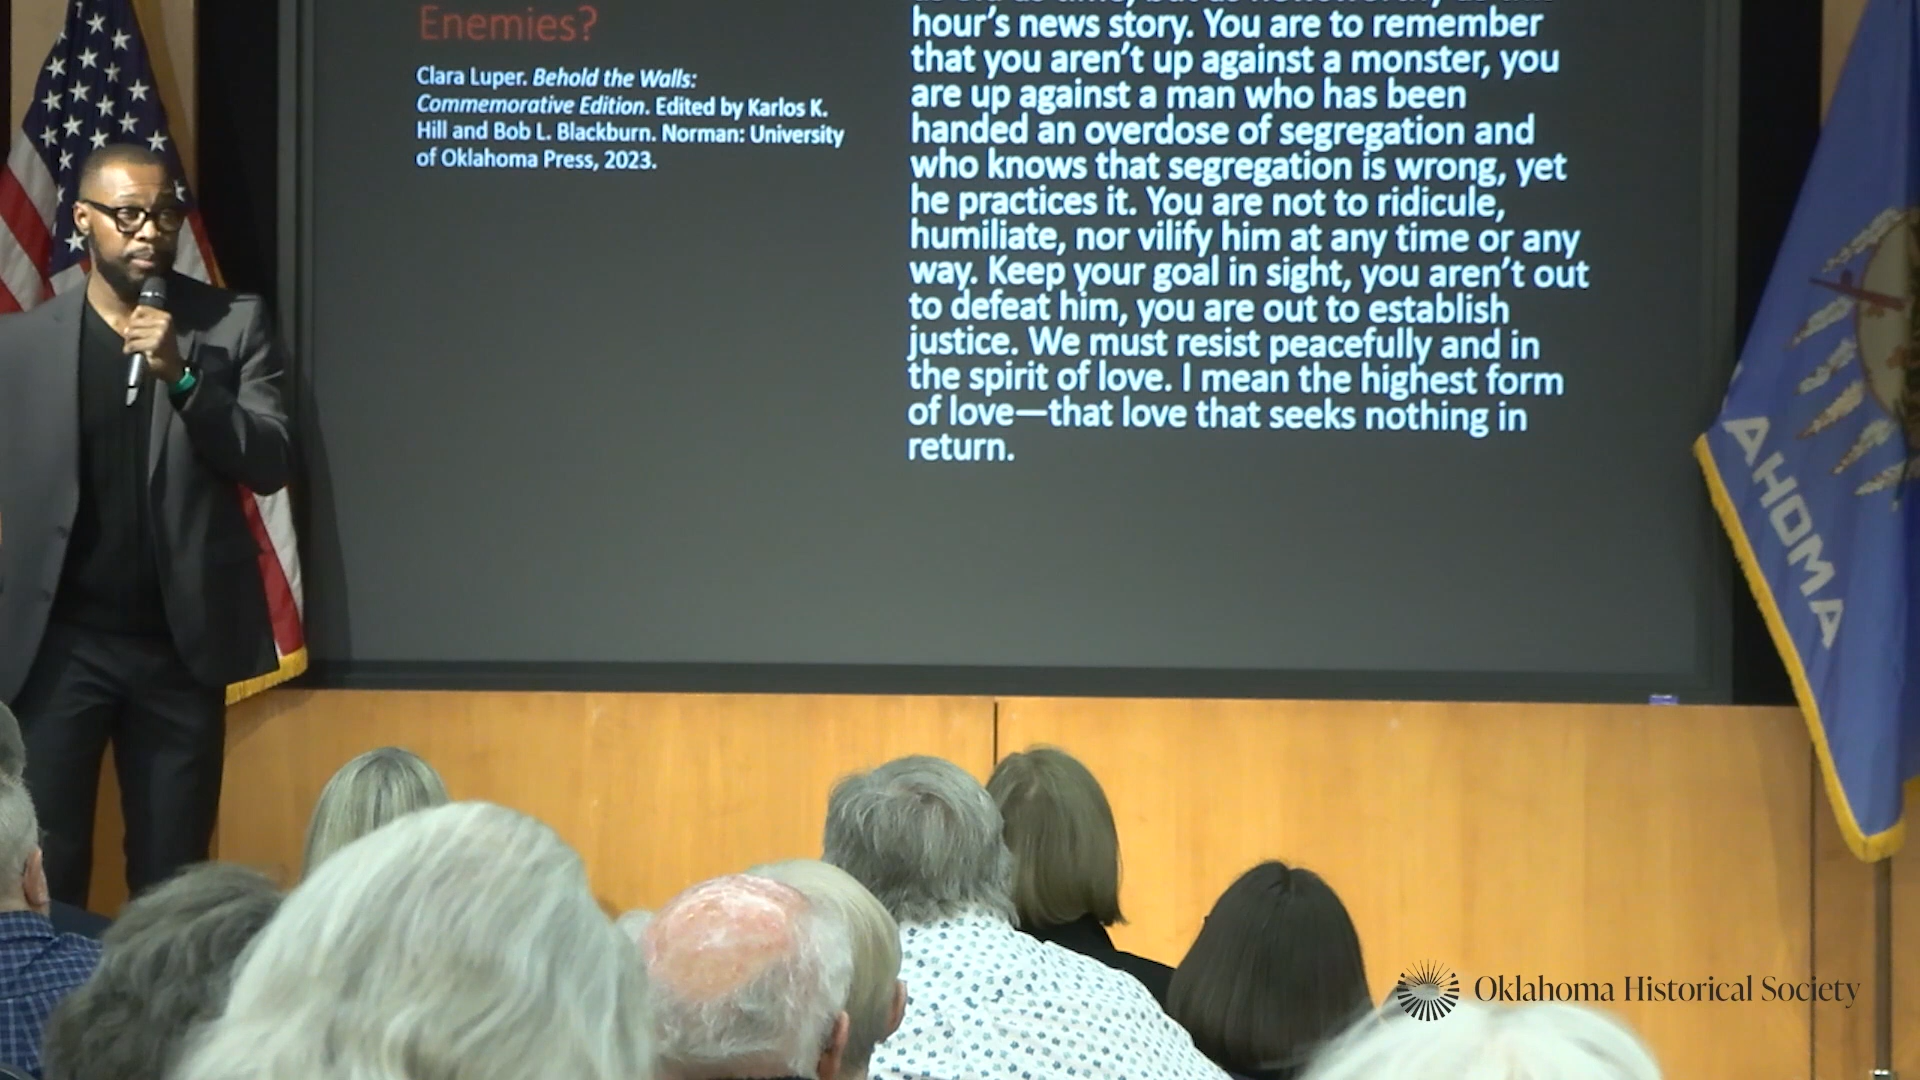 Enemies?
Clara Luper. Behold the Walls:
Commemorative Edition. Edited by Karlos K.
Hill and Bob L. Blackburn. Norman: University
of Oklahoma Press, 2023.
hour's news story. You are to remember
that you aren't up against a monster, you
are up against a man who has been
handed an overdose of segregation and
who knows that segregation is wrong, yet
he practices it. You are not to ridicule,
humiliate, nor vilify him at any time or any
way. Keep your goal in sight, you aren't out
to defeat him, you are out to establish
justice. We must resist peacefully and in
the spirit of love. I mean the highest form
of love—that love that seeks nothing in
return.
AHOMA
Oklahoma Historical Society